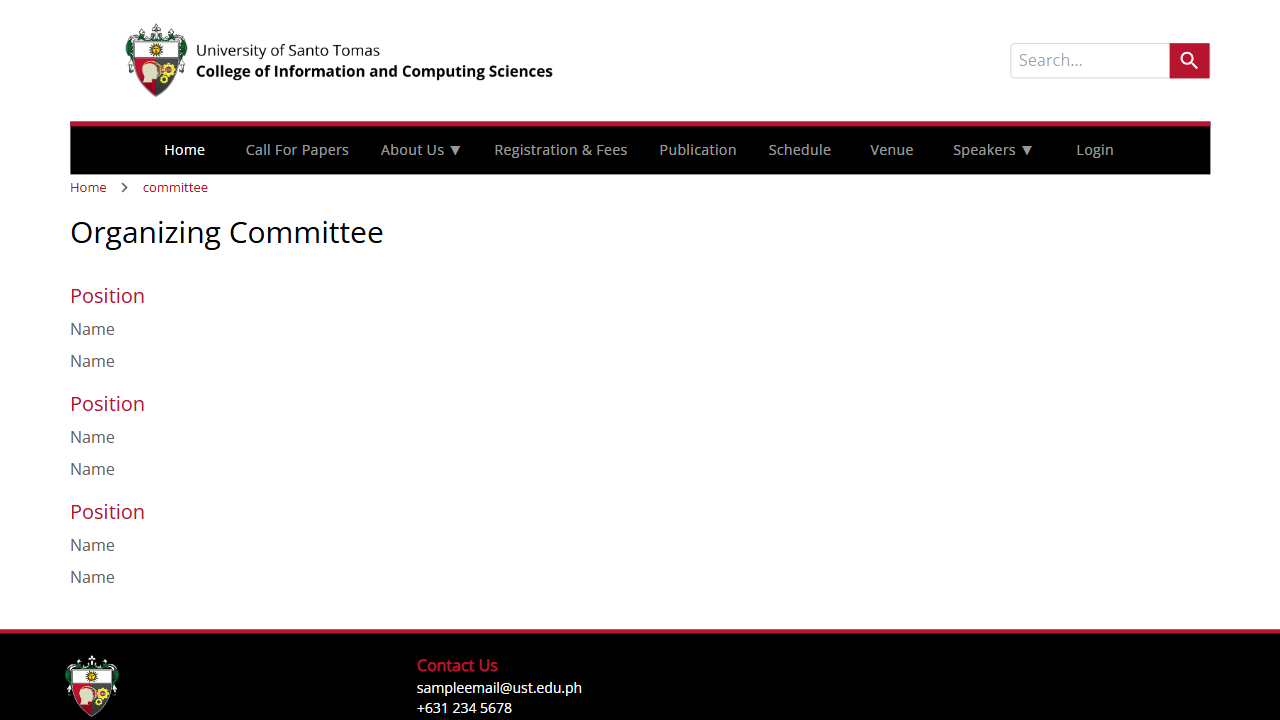 University of Santo Tomas
College of Information and Computing Sciences
Search...
Home Call For Papers About Us ▼ Registration & Fees Publication Schedule Venue Speakers ▼ Login
Home > committee
Organizing Committee
Position
Name
Name
Position
Name
Name
Position
Name
Name
Contact Us
sampleemail@ust.edu.ph
+631 234 5678